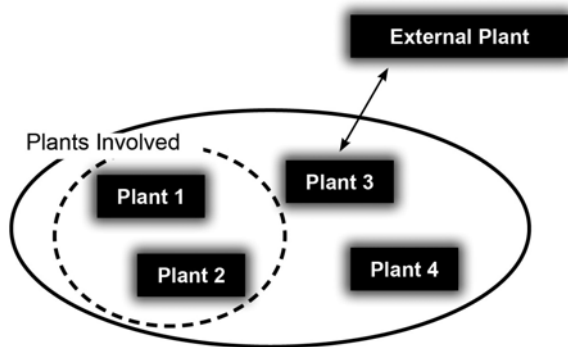 External Plant
Plants Involved
Plant 1
Plant 3
Plant 2
Plant 4